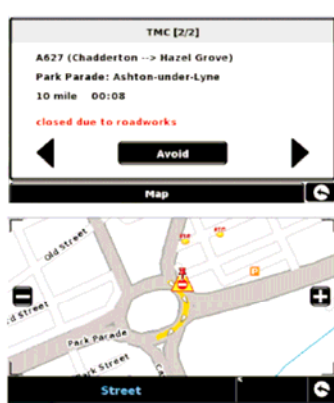 TMC [2/2]
A627 (Chadderton --> Hazel Grove)
Park Parade: Ashton-under-Lyne
10 mile 00:08
closed due to roadworks
Avoid
Map
Old Street
d Street
Park Parade
Park Street
Street